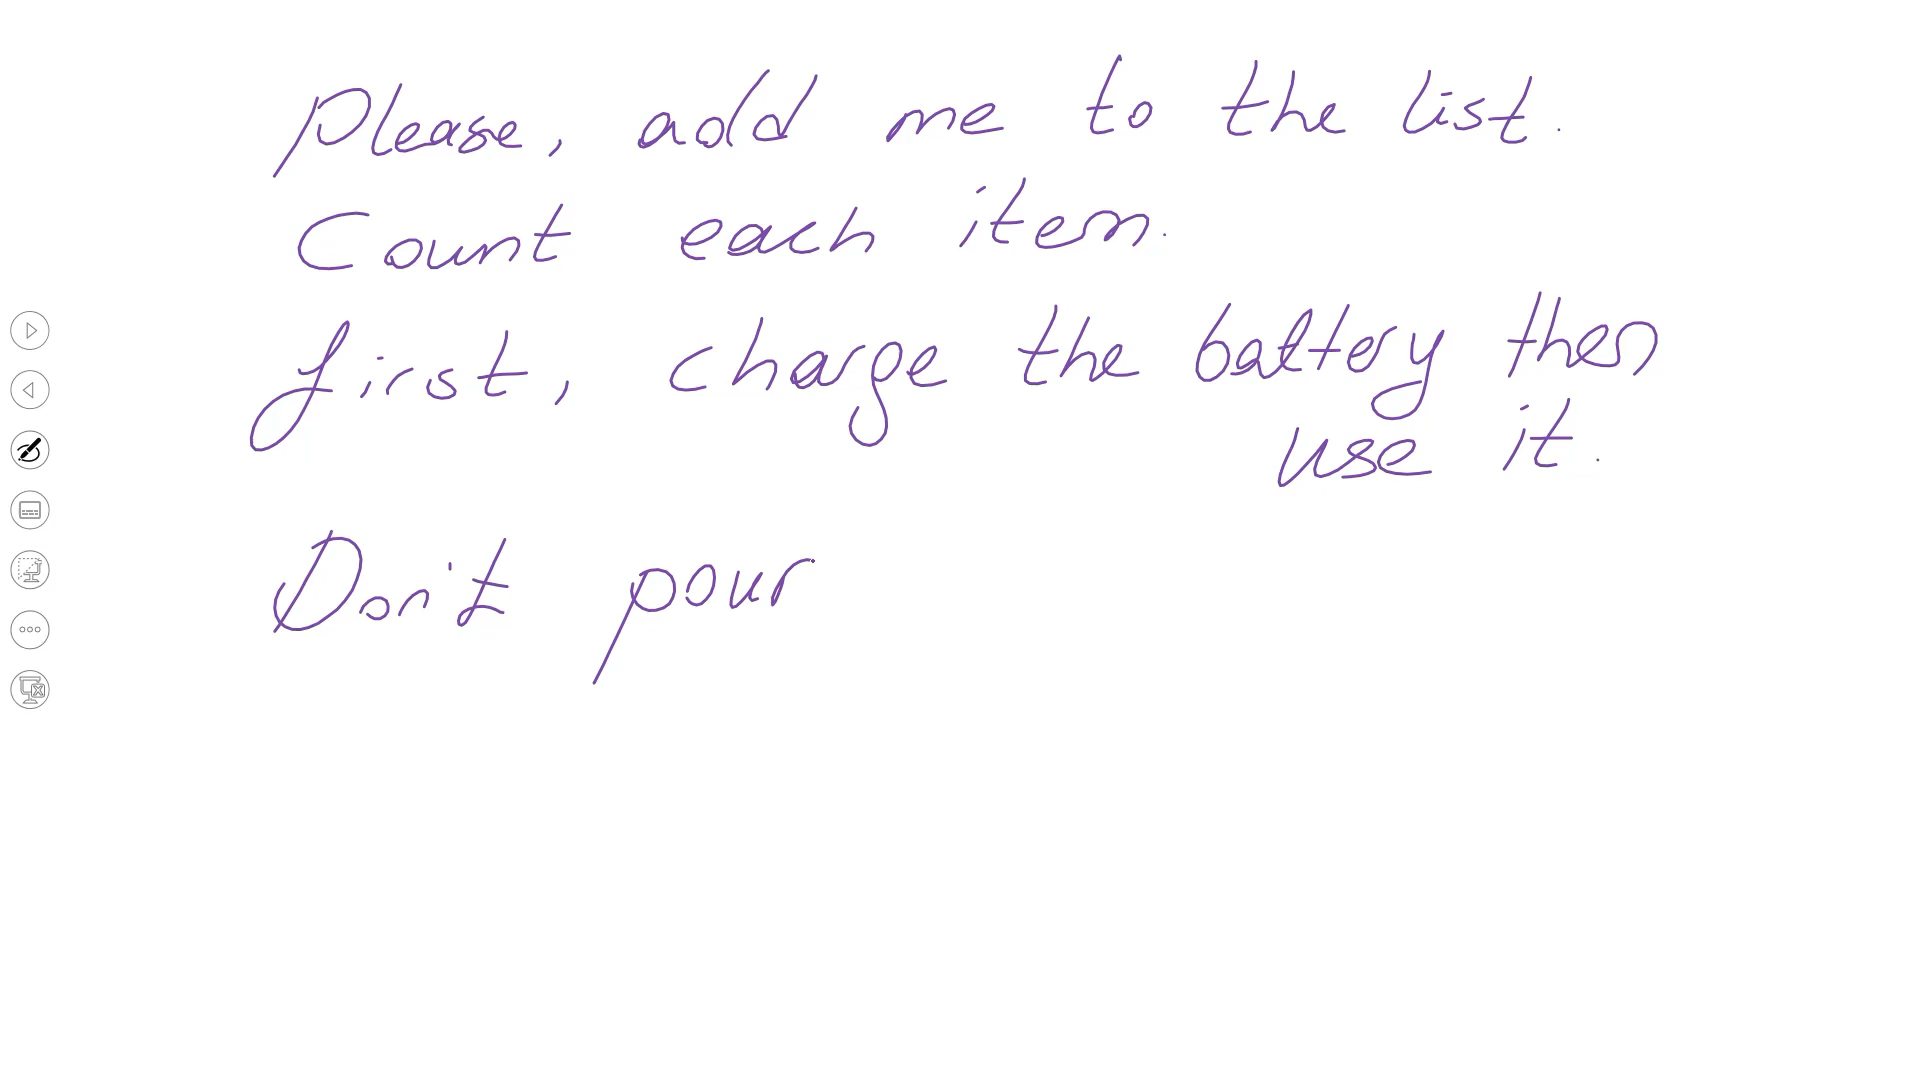 Please, add me to the list.
Count each item.
first, charge the battery then
use it.
Don't pour